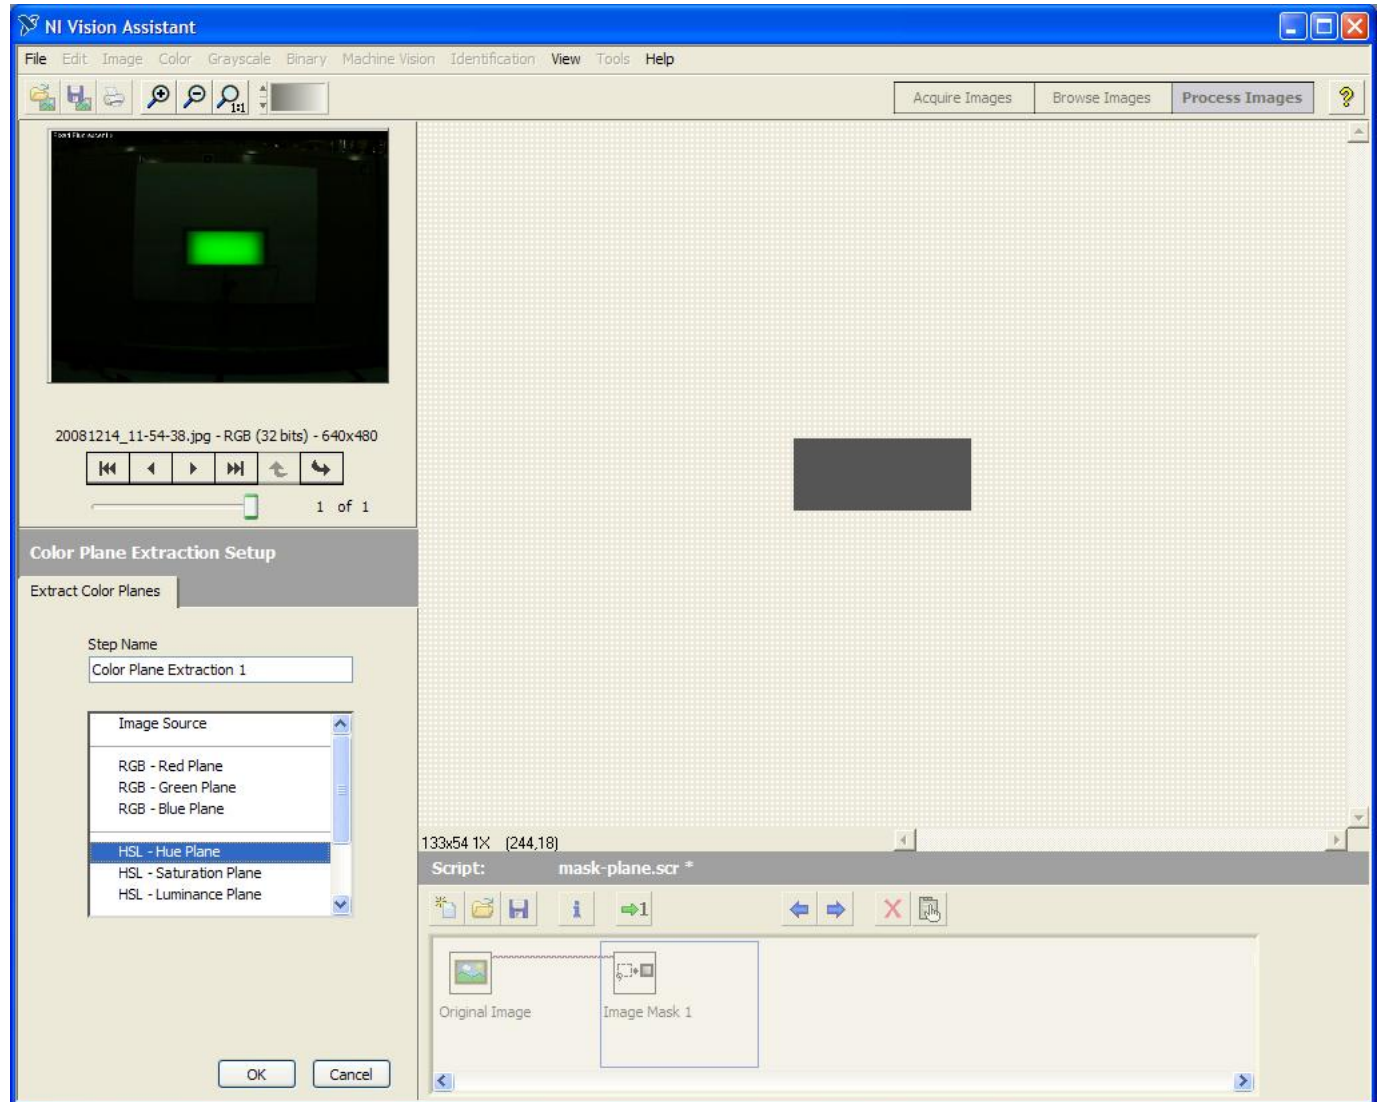 NI Vision Assistant
File Edit Image Color Grayscale Binary Machine Vision Identification View Tools Help
1:1 Acquire Images Browse Images Process Images ?
20081214_11-54-38.jpg - RGB (32 bits) - 640x480
1 of 1
Color Plane Extraction Setup
Extract Color Planes
Step Name
Color Plane Extraction 1
Image Source
RGB - Red Plane
RGB - Green Plane
RGB - Blue Plane
HSL - Hue Plane
HSL - Saturation Plane
HSL - Luminance Plane
OK Cancel
133x54 1X (244,18)
Script: mask-plane.scr *
i 1
Original Image Image Mask 1